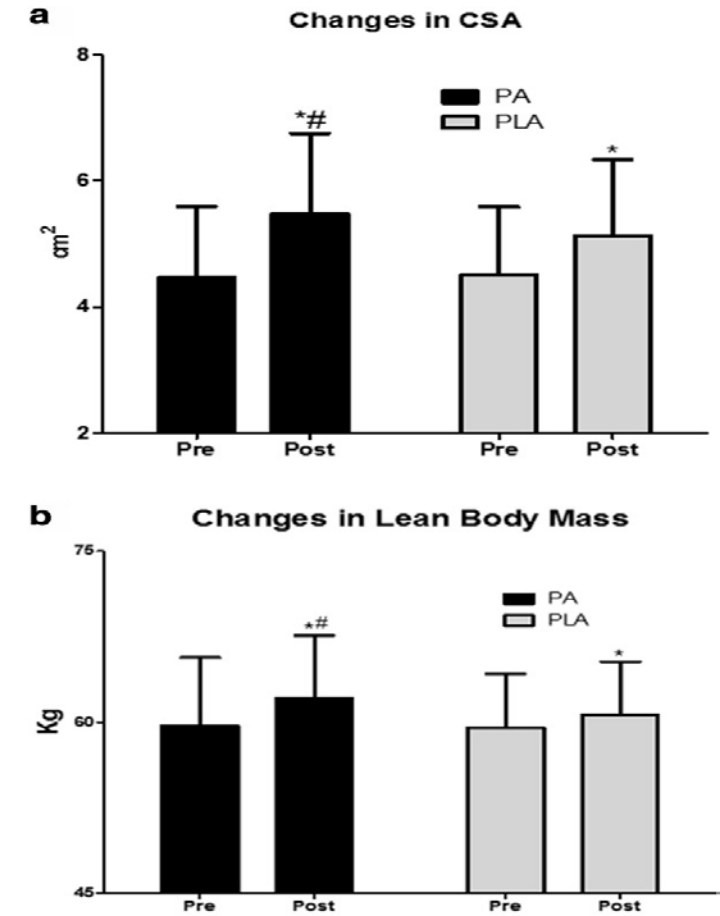 a
Changes in CSA
8
6
4
2
cm²
PA
PLA
*#
*
Pre Post Pre Post
b
Changes in Lean Body Mass
75
60
45
Kg
PA
PLA
*#
*
Pre Post Pre Post